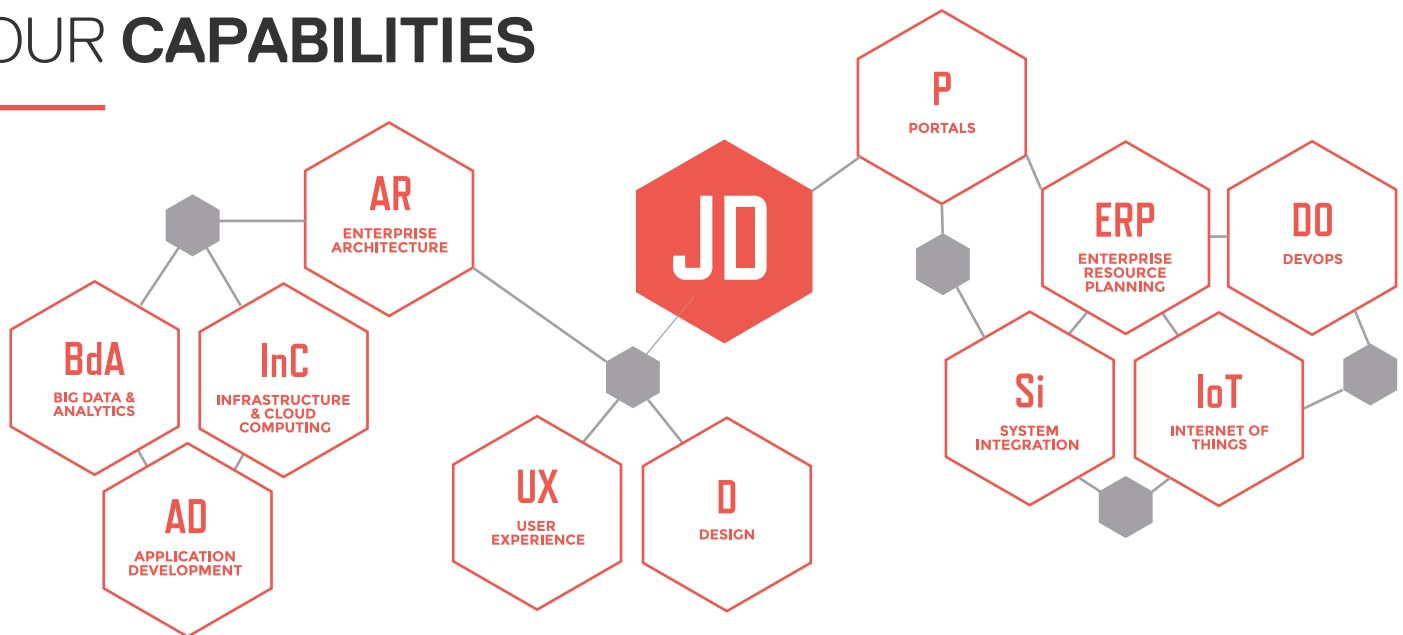 OUR CAPABILITIES
P
PORTALS
AR
ENTERPRISE
ARCHITECTURE
JD
ERP
ENTERPRISE
RESOURCE
PLANNING
DO
DEVOPS
BdA
BIG DATA &
ANALYTICS
InC
INFRASTRUCTURE
& CLOUD
COMPUTING
Si
SYSTEM
INTEGRATION
IoT
INTERNET OF
THINGS
AD
APPLICATION
DEVELOPMENT
UX
USER
EXPERIENCE
D
DESIGN